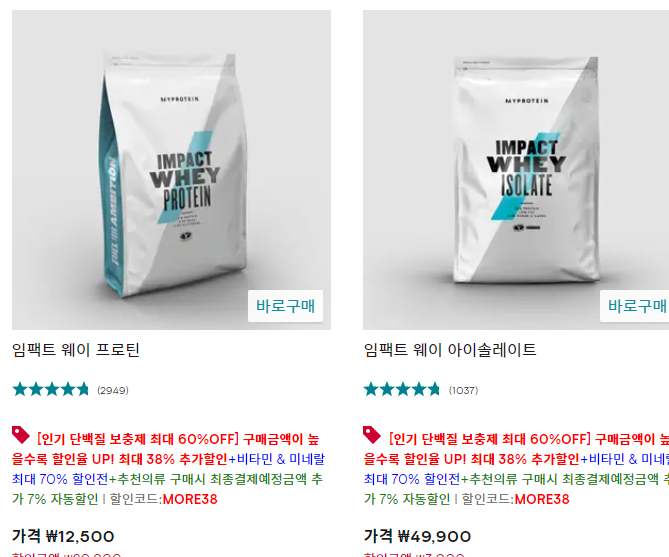 MYPROTEIN
IMPACT
WHEY
PROTEIN
FUEL YOUR AMBITION
바로구매
임팩트 웨이 프로틴
(2949)
[인기 단백질 보충제 최대 60%OFF] 구매금액이 높
을수록 할인율 UP! 최대 38% 추가할인+비타민 & 미네랄
최대 70% 할인전+추천의류 구매시 최종결제예정금액 추
가 7% 자동할인 | 할인코드:MORE38
가격 ₩12,500
MYPROTEIN
IMPACT
WHEY
ISOLATE
바로구매
임팩트 웨이 아이솔레이트
(1037)
[인기 단백질 보충제 최대 60%OFF] 구매금액이
을수록 할인율 UP! 최대 38% 추가할인+비타민 & 미네
최대 70% 할인전+추천의류 구매시 최종결제예정금액
가 7% 자동할인 | 할인코드:MORE38
가격 ₩49,900